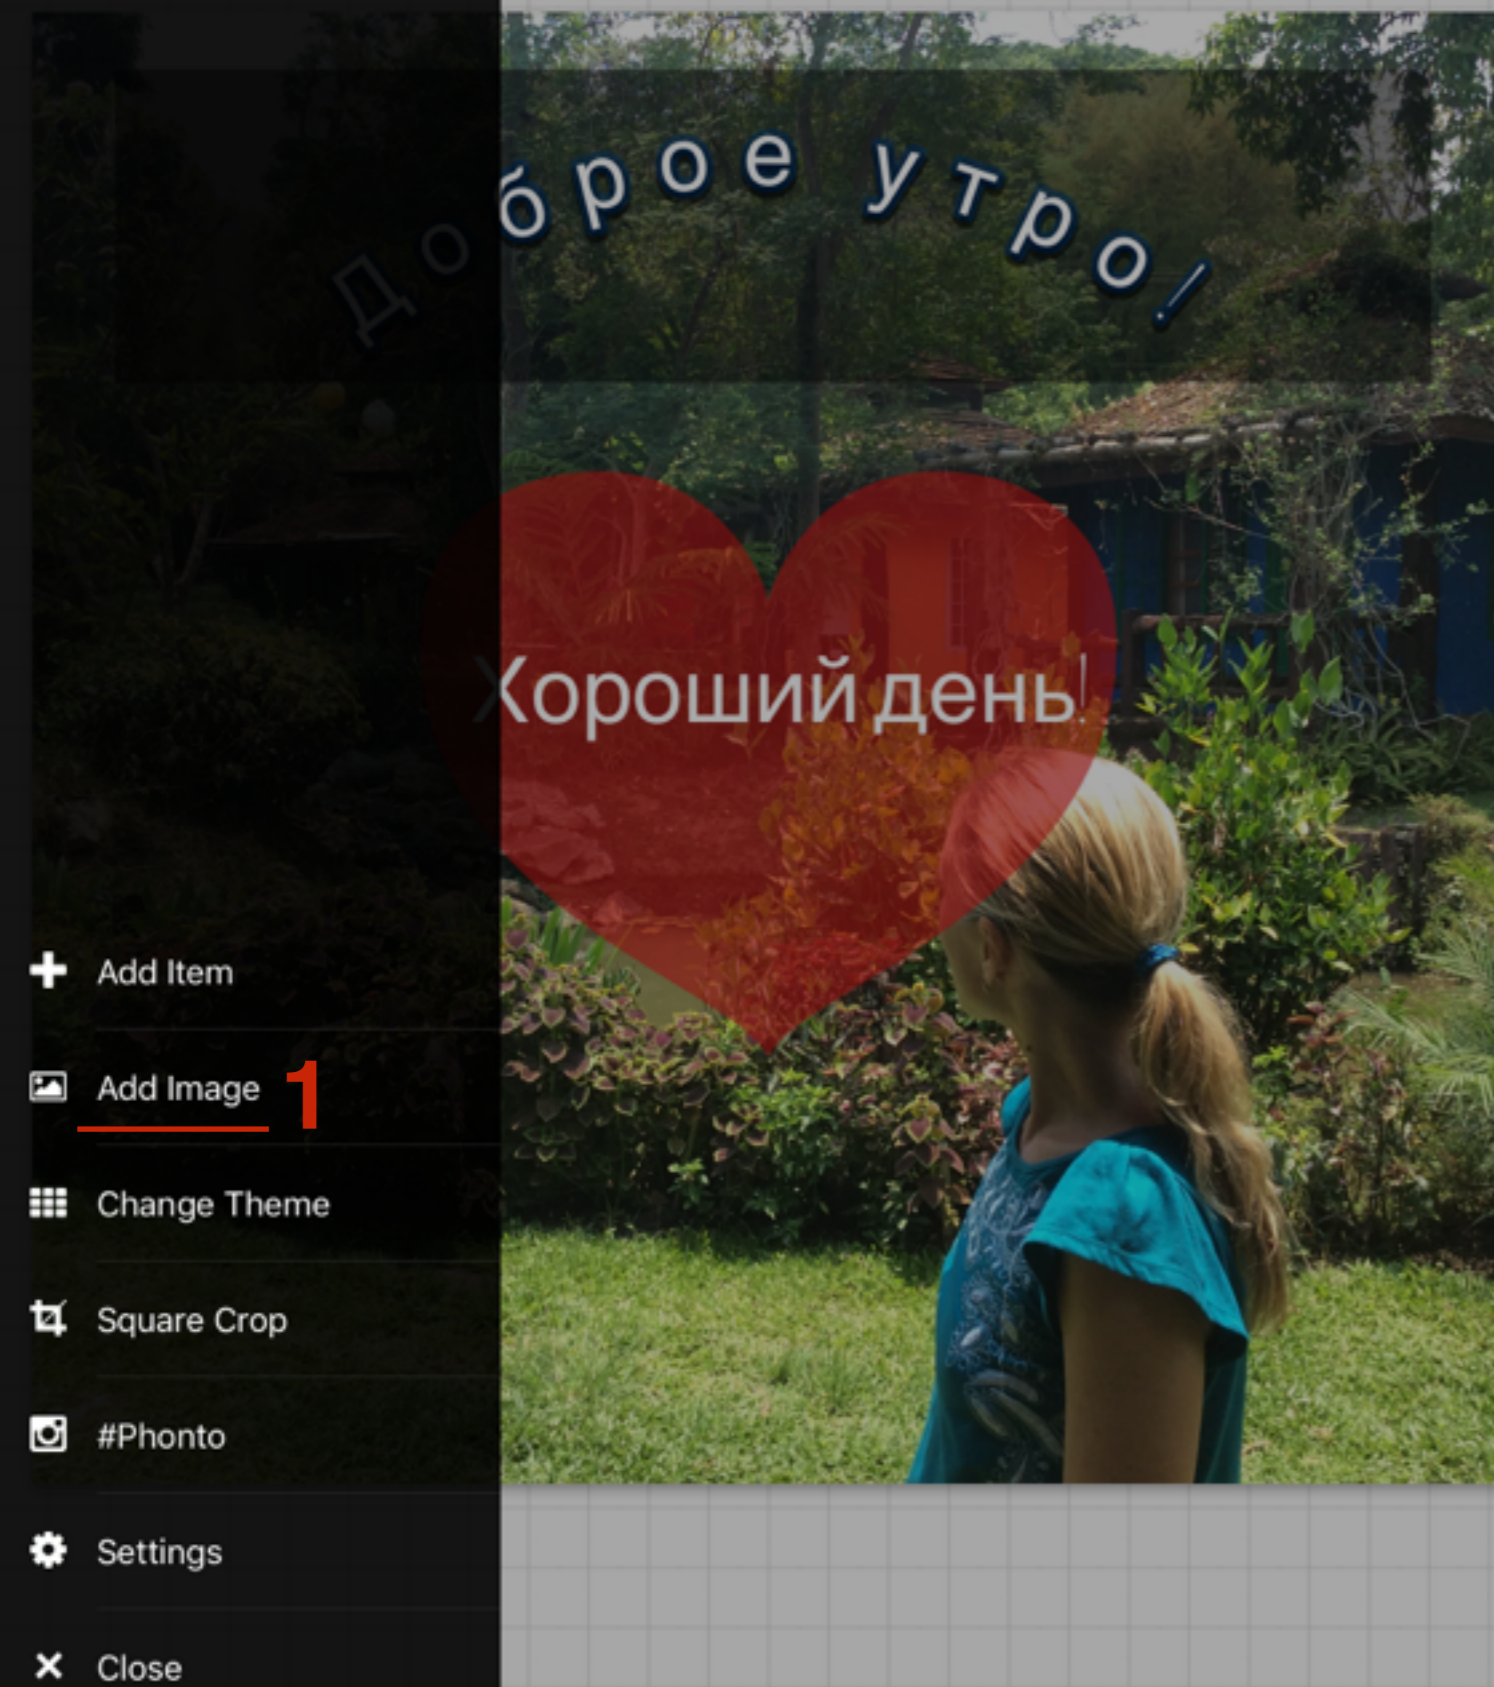 Доброе утро!
Хороший день!
Add Item
Add Image 1
Change Theme
Square Crop
#Phonto
Settings
Close